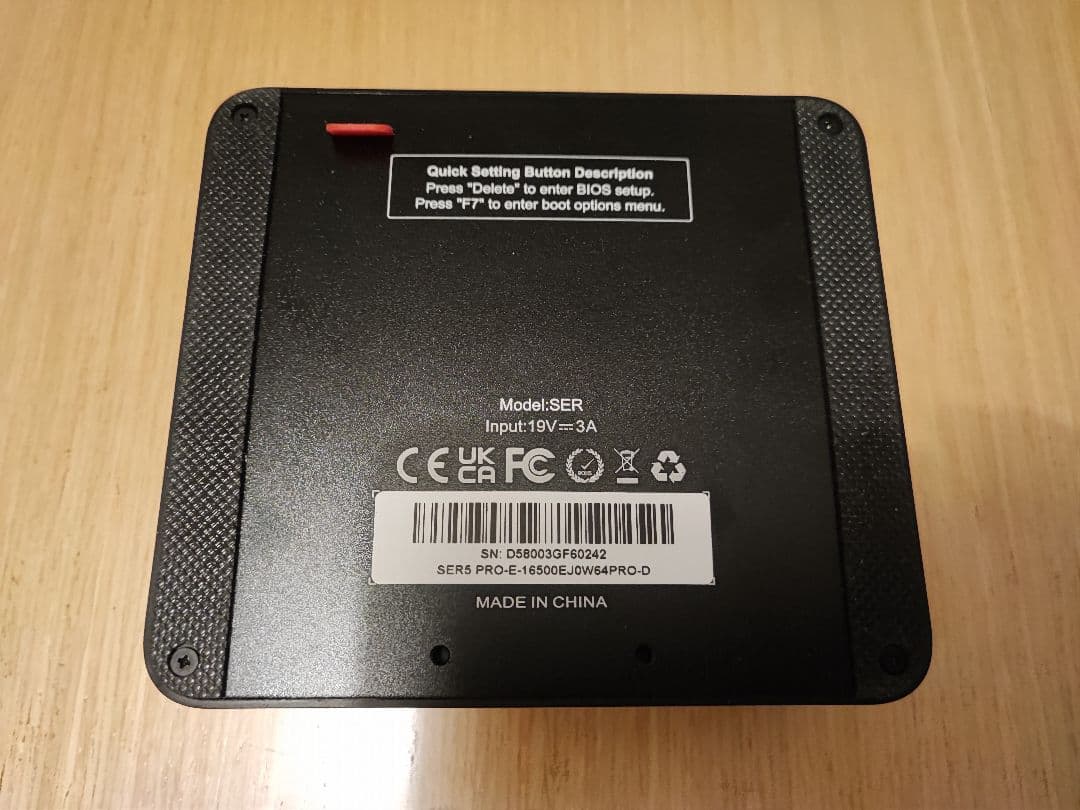 Quick Setting Button Description
Press "Delete" to enter BIOS setup.
Press "F7" to enter boot options menu.
Model:SER
Input:19V⎓3A
CE UK CA FC
SN: D58003GF60242
SER5 PRO-E-16500EJ0W64PRO-D
MADE IN CHINA